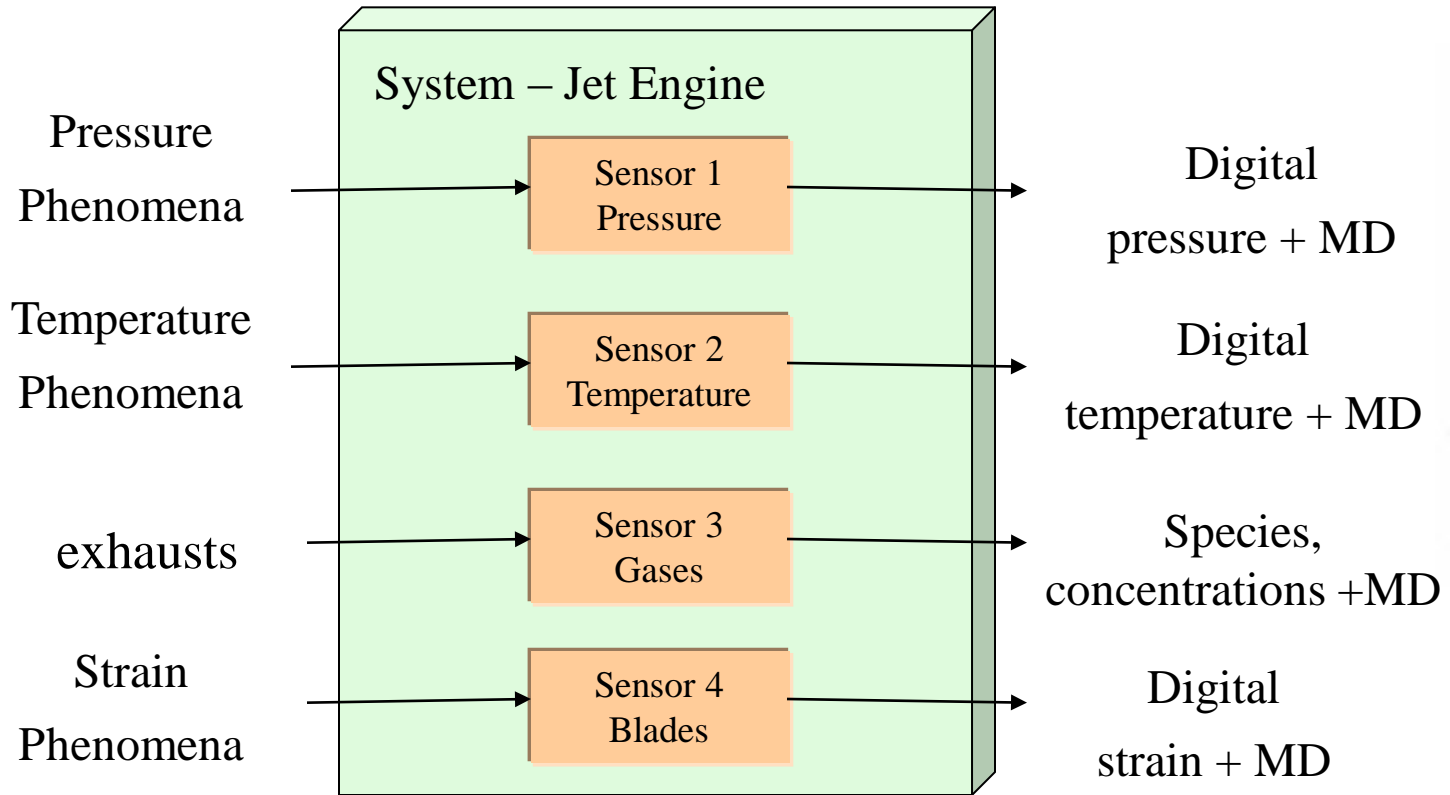 System – Jet Engine
Pressure
Phenomena
Sensor 1
Pressure
Digital
pressure + MD
Temperature
Phenomena
Sensor 2
Temperature
Digital
temperature + MD
exhausts
Sensor 3
Gases
Species,
concentrations +MD
Strain
Phenomena
Sensor 4
Blades
Digital
strain + MD